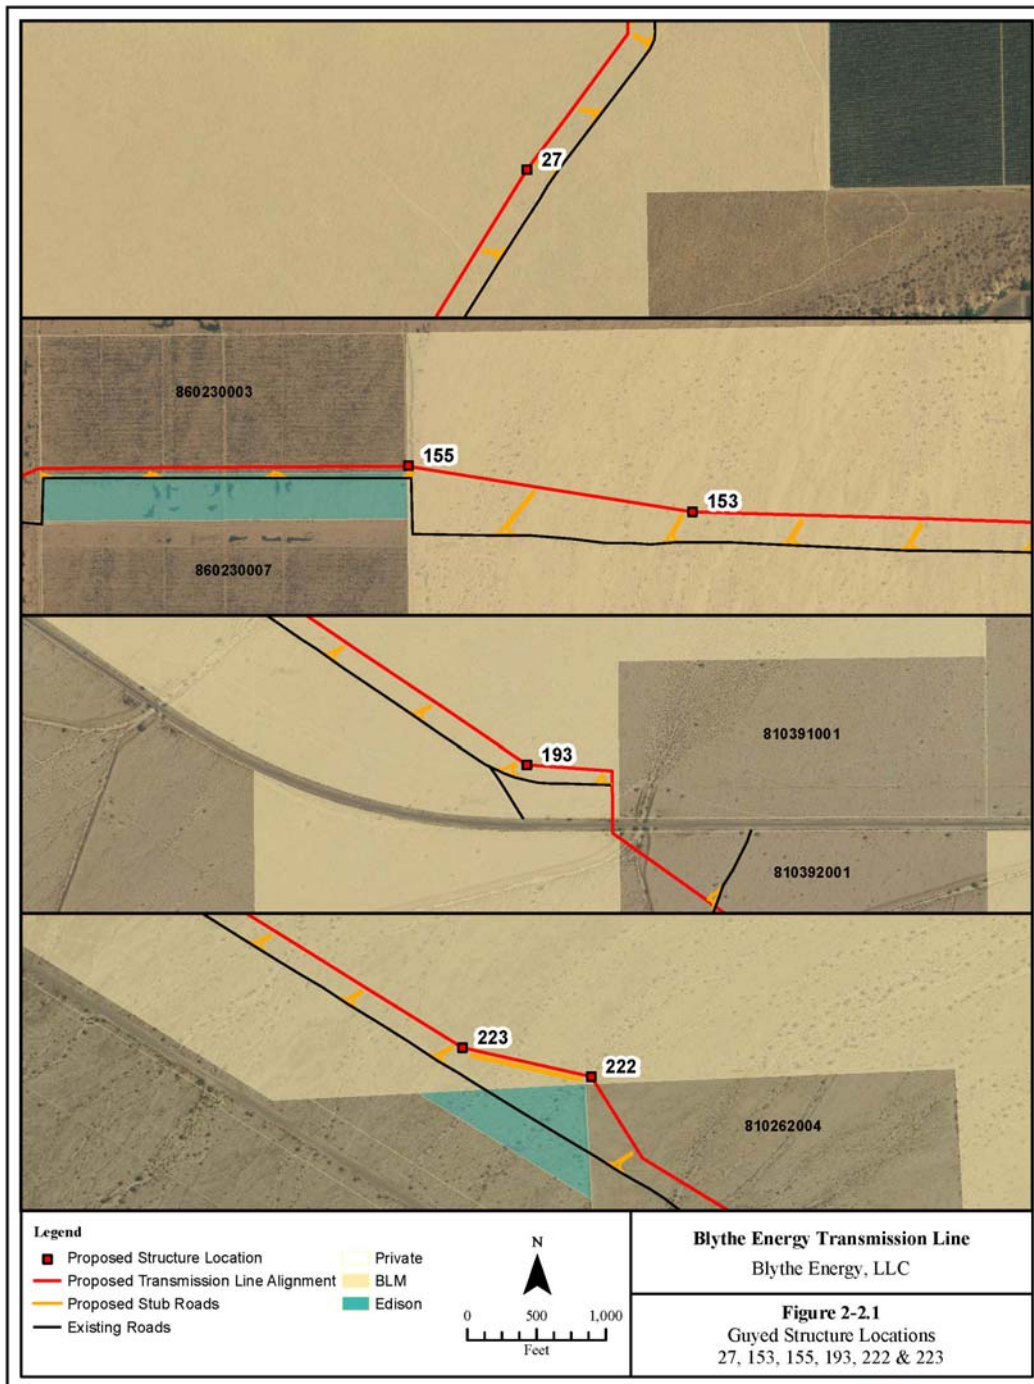 27
860230003
155
153
860230007
193
810391001
810392001
223
222
810262004
Legend
Proposed Structure Location
Proposed Transmission Line Alignment
Proposed Stub Roads
Existing Roads
Private
BLM
Edison
N
0 500 1,000
Feet
Blythe Energy Transmission Line
Blythe Energy, LLC
Figure 2-2.1
Guyed Structure Locations
27, 153, 155, 193, 222 & 223